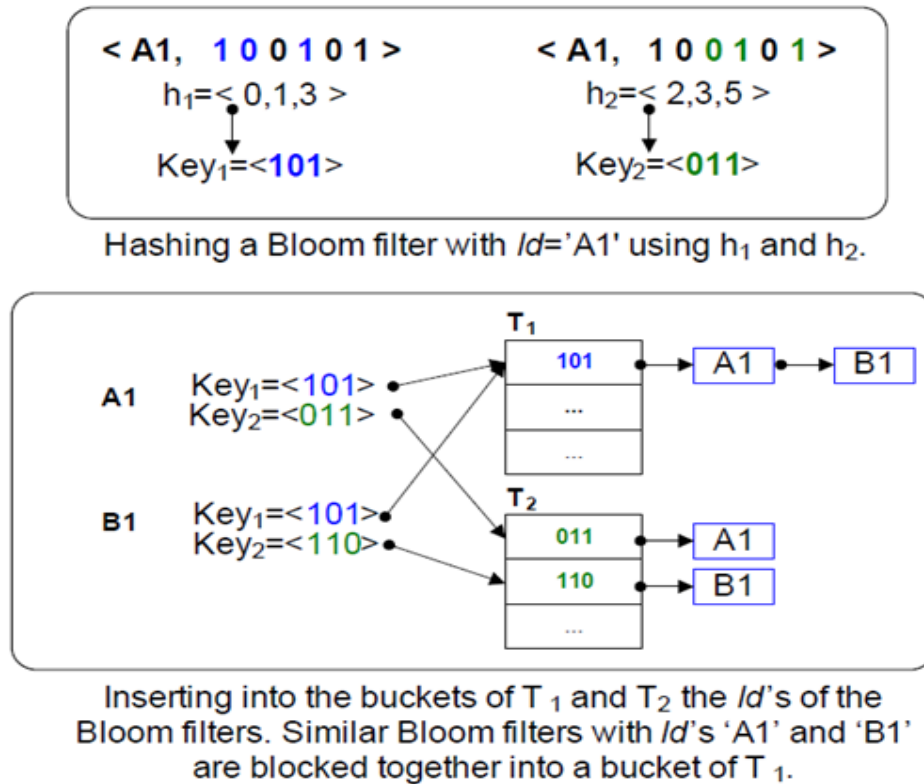 < A1, 1 0 0 1 0 1 >
< A1, 1 0 0 1 0 1 >
h₁=< 0,1,3 >
h₂=< 2,3,5 >
Key₁=<101>
Key₂=<011>
Hashing a Bloom filter with Id='A1' using h₁ and h₂.
T₁
101
A1
B1
...
...
A1
Key₁=<101>
Key₂=<011>
B1
Key₁=<101>
Key₂=<110>
T₂
011
A1
110
B1
...
Inserting into the buckets of T ₁ and T₂ the Id's of the
Bloom filters. Similar Bloom filters with Id's ‘A1’ and ‘B1’
are blocked together into a bucket of T ₁.